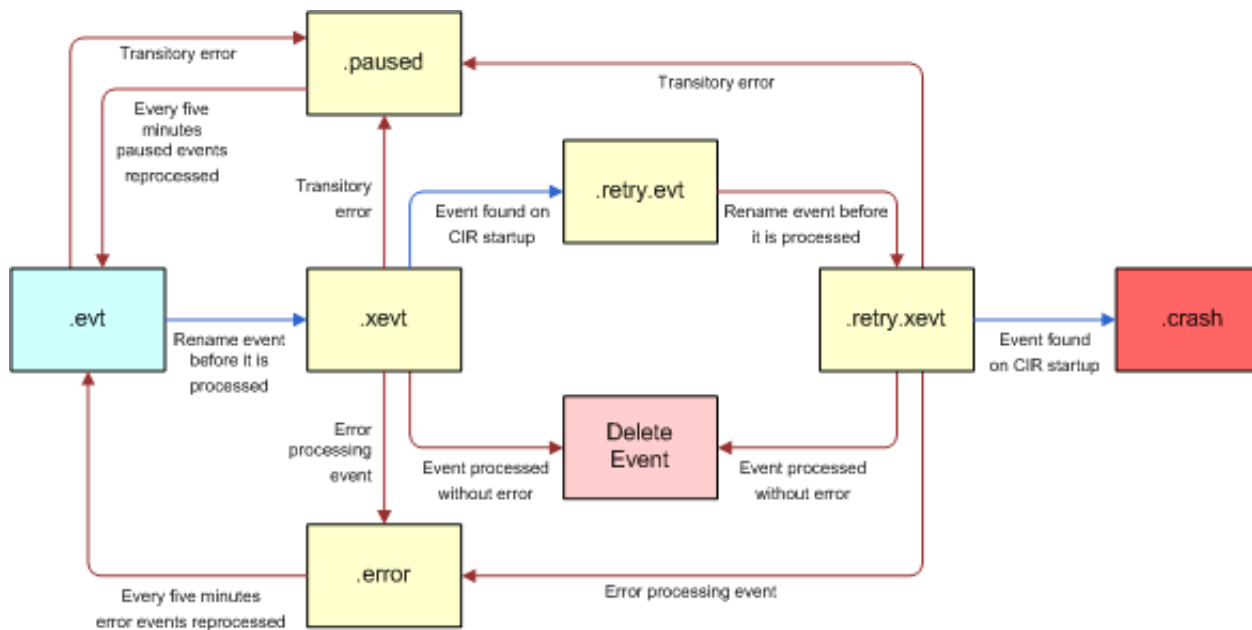 Transitory error
.paused
Transitory error
Every five
minutes
paused events
reprocessed
Transitory
error
Event found on
CIR startup
.retry.evt
Rename event before
it is processed
.evt
Rename event
before it is
processed
.xevt
.retry.xevt
Event found
on CIR startup
.crash
Error
processing
event
Event processed
without error
Delete
Event
Event processed
without error
Every five minutes
error events reprocessed
.error
Error processing event